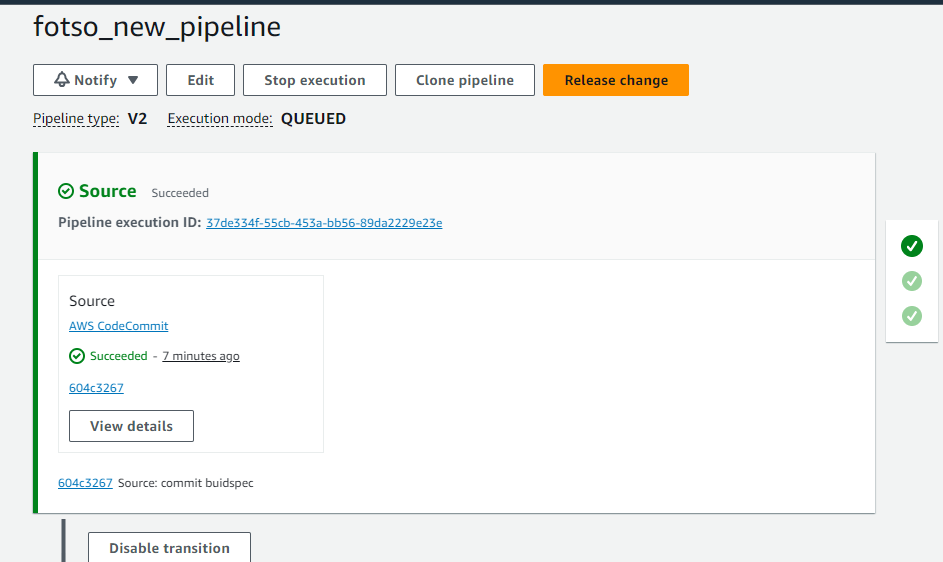 fotso_new_pipeline
Notify Edit Stop execution Clone pipeline Release change
Pipeline type: V2 Execution mode: QUEUED
Source Succeeded
Pipeline execution ID: 37de334f-55cb-453a-bb56-89da2229e23e
Source
AWS CodeCommit
Succeeded - 7 minutes ago
604c3267
View details
604c3267 Source: commit buidspec
Disable transition